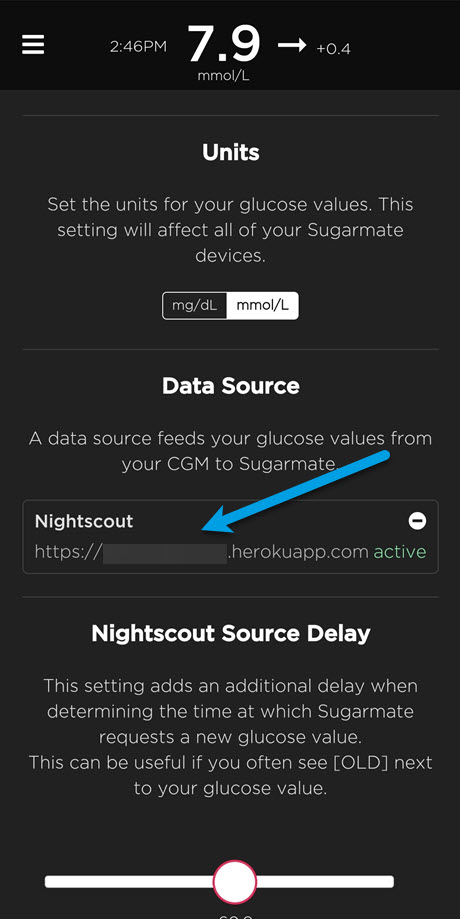 2:46PM 7.9 → +0.4
mmol/L
Units
Set the units for your glucose values. This
setting will affect all of your Sugarmate
devices.
mg/dL mmol/L
Data Source
A data source feeds your glucose values from
your CGM to Sugarmate.
Nightscout
https:// .herokuapp.com active
Nightscout Source Delay
This setting adds an additional delay when
determining the time at which Sugarmate
requests a new glucose value.
This can be useful if you often see [OLD] next
to your glucose value.